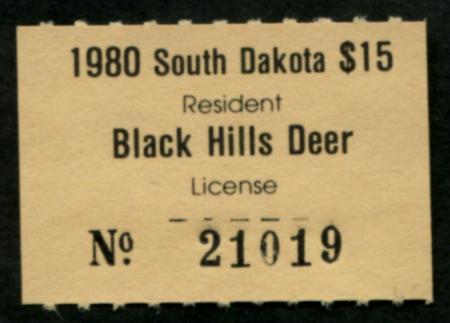 1980 South Dakota $15
Resident
Black Hills Deer
License
Nº 21019